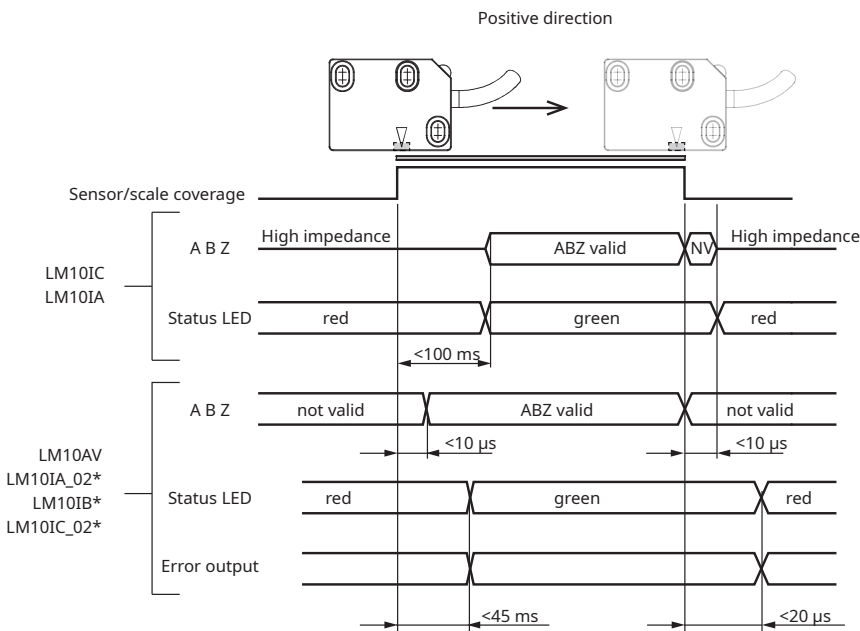 Positive direction
Sensor/scale coverage
A B Z High impedance ABZ valid NV High impedance
LM10IC
LM10IA
Status LED red green red
<100 ms
A B Z not valid ABZ valid not valid
<10 µs <10 µs
LM10AV
LM10IA_02*
LM10IB*
LM10IC_02*
Status LED red green red
Error output
<45 ms <20 µs